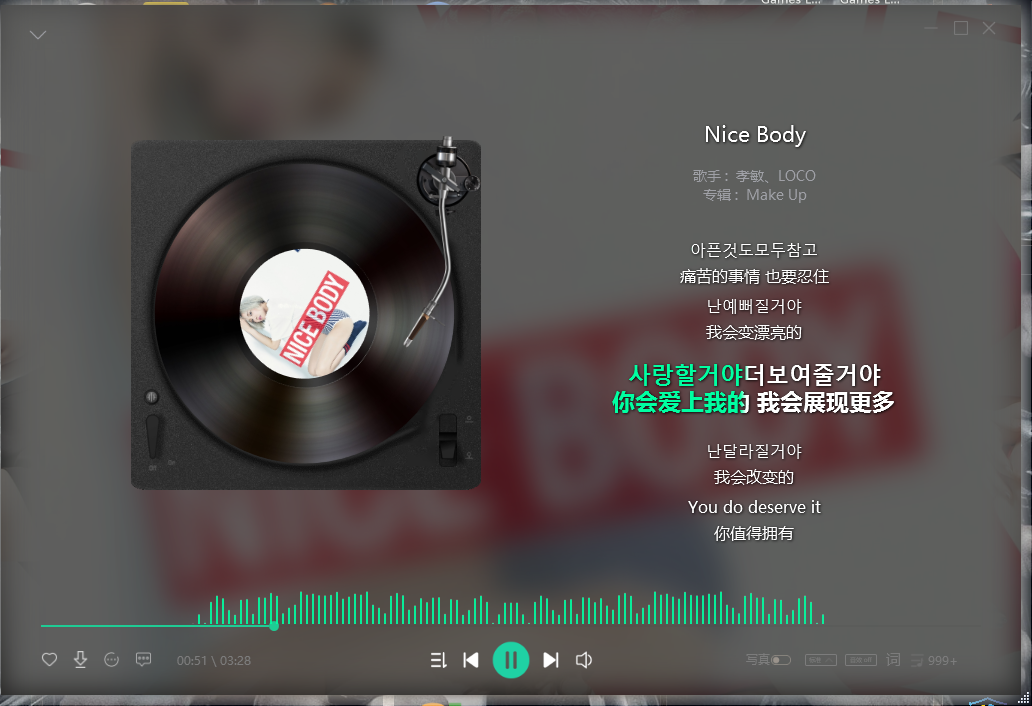 Games L...
Games L...
Nice Body
歌手：孝敏、LOCO
专辑：Make Up
아픈것도모두참고
痛苦的事情 也要忍住
난예뻐질거야
我会变漂亮的
사랑할거야더보여줄거야
你会爱上我的 我会展现更多
난달라질거야
我会改变的
You do deserve it
你值得拥有
NICE BODY
NICE BODY
00:51 \ 03:28
写真
词
999+